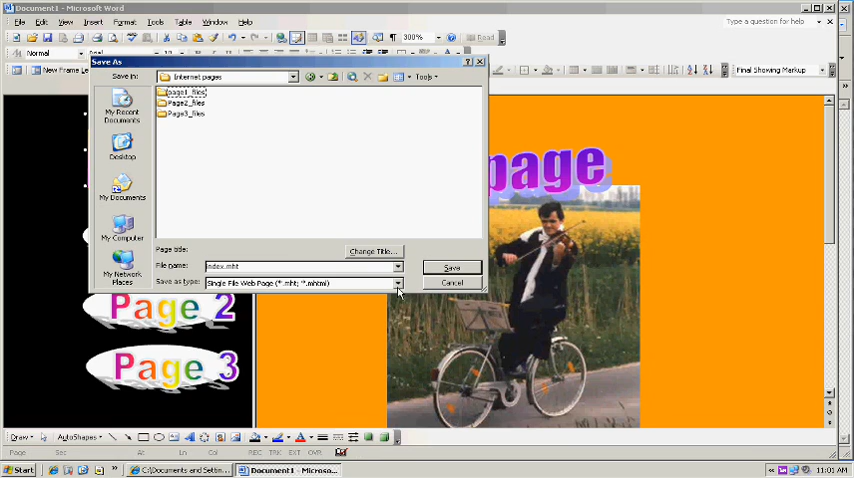 Document1 - Microsoft Word
File Edit View Insert Format Tools Table Window Help
Type a question for help
300%
Read
Normal
New Frame Le
Final Showing Markup
Save As
Save in: Internet pages
Tools
page1_files
Page2_files
Page3_files
My Recent
Documents
Desktop
My Documents
My Computer
My Network
Places
Page title:
Change Title...
File name: index.mht
Save
Save as type: Single File Web Page (*.mht; *.mhtml)
Cancel
page
Page 2
Page 3
Draw AutoShapes
Page Sec At Ln Col REC TRK EXT OVR
Start
C:\Documents and Settin...
Document1 - Microso...
11:01 AM